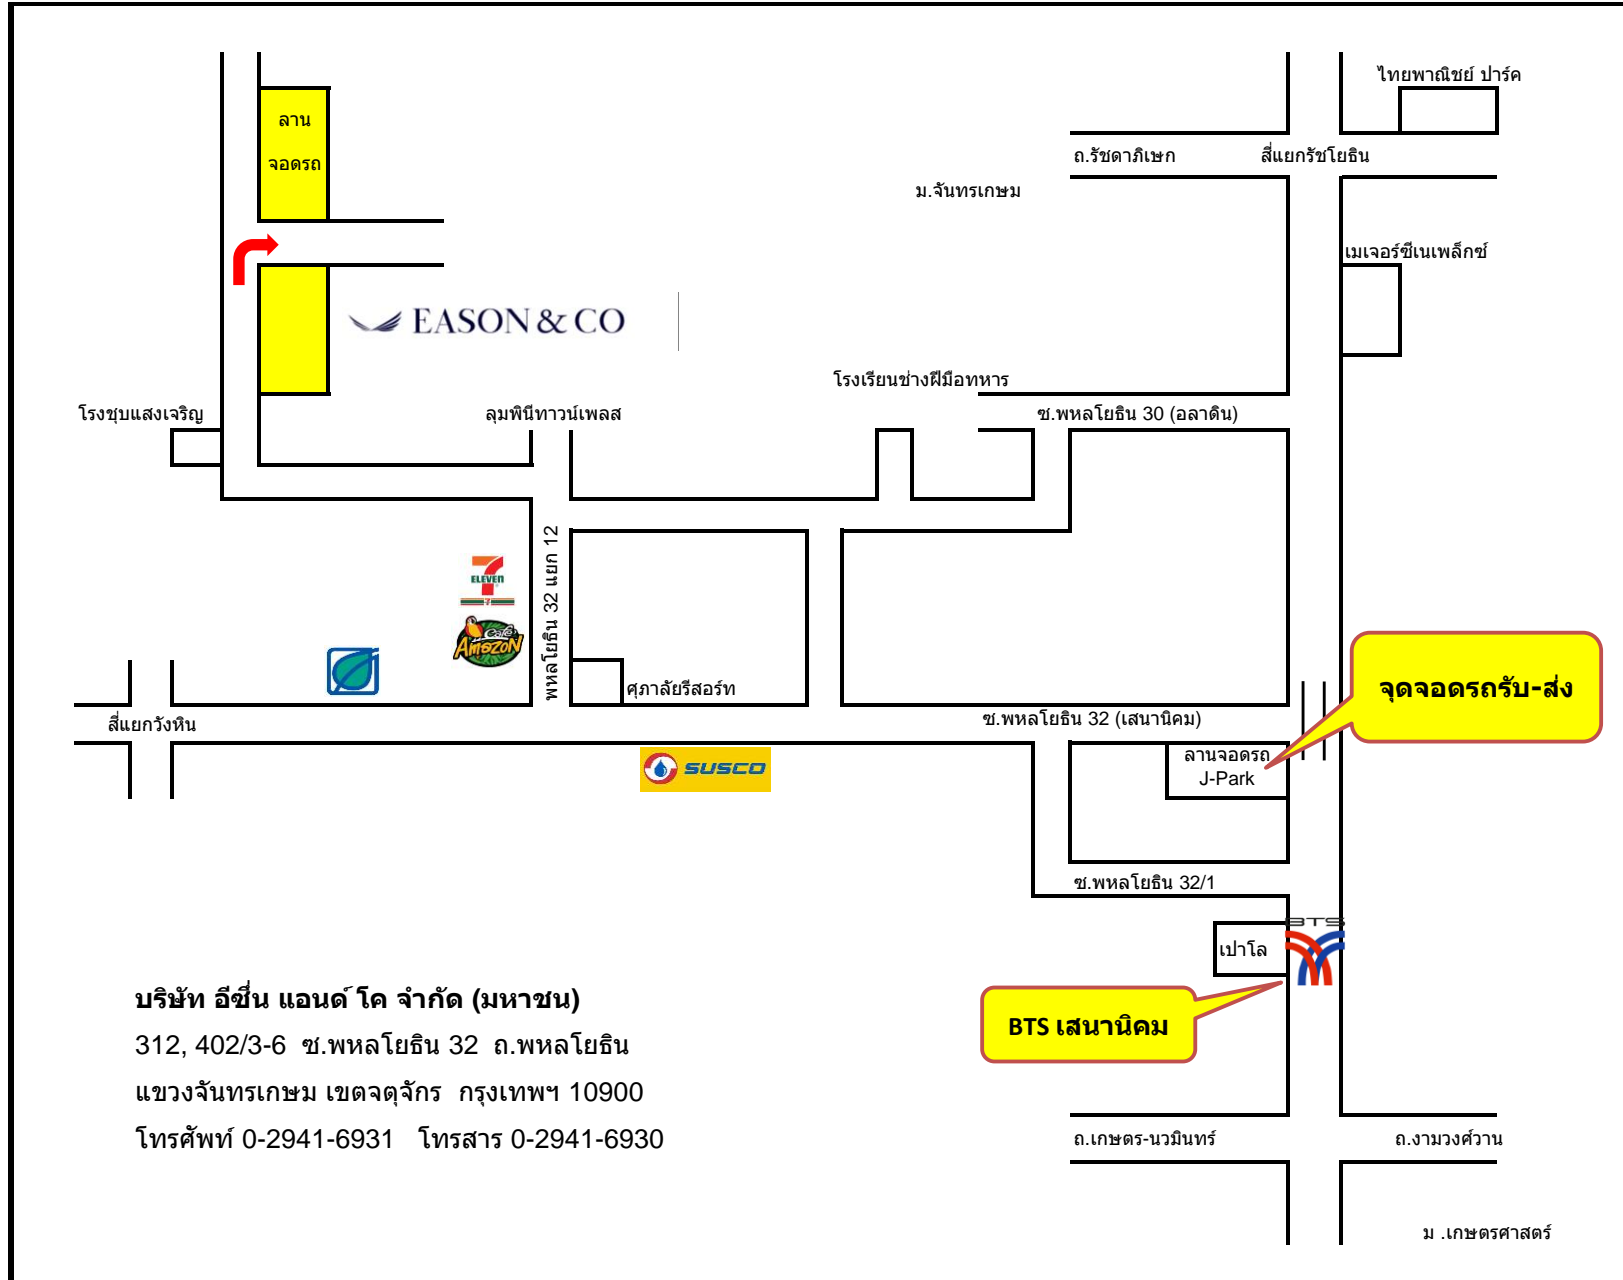 ไทยพาณิชย์ ปาร์ค
ลาน
จอดรถ
ถ.รัชดาภิเษก
สี่แยกรัชโยธิน
ม.จันทรเกษม
เมเจอร์ซีเนเพล็กซ์
EASON & CO
โรงเรียนช่างฝีมือทหาร
โรงชุบแสงเจริญ
ลุมพินีทาวน์เพลส
ซ.พหลโยธิน 30 (อลาดิน)
พหลโยธิน 32 แยก 12
7
ELEVEN
Café
Amazon
ศุภาลัยรีสอร์ท
จุดจอดรถรับ-ส่ง
สี่แยกวังหิน
ซ.พหลโยธิน 32 (เสนานิคม)
SUSCO
ลานจอดรถ
J-Park
ซ.พหลโยธิน 32/1
BTS
เปาโล
BTS เสนานิคม
บริษัท อีซึ่น แอนด์ โค จำกัด (มหาชน)
312, 402/3-6 ซ.พหลโยธิน 32 ถ.พหลโยธิน
แขวงจันทรเกษม เขตจตุจักร กรุงเทพฯ 10900
โทรศัพท์ 0-2941-6931 โทรสาร 0-2941-6930
ถ.เกษตร-นวมินทร์
ถ.งามวงศ์วาน
ม .เกษตรศาสตร์